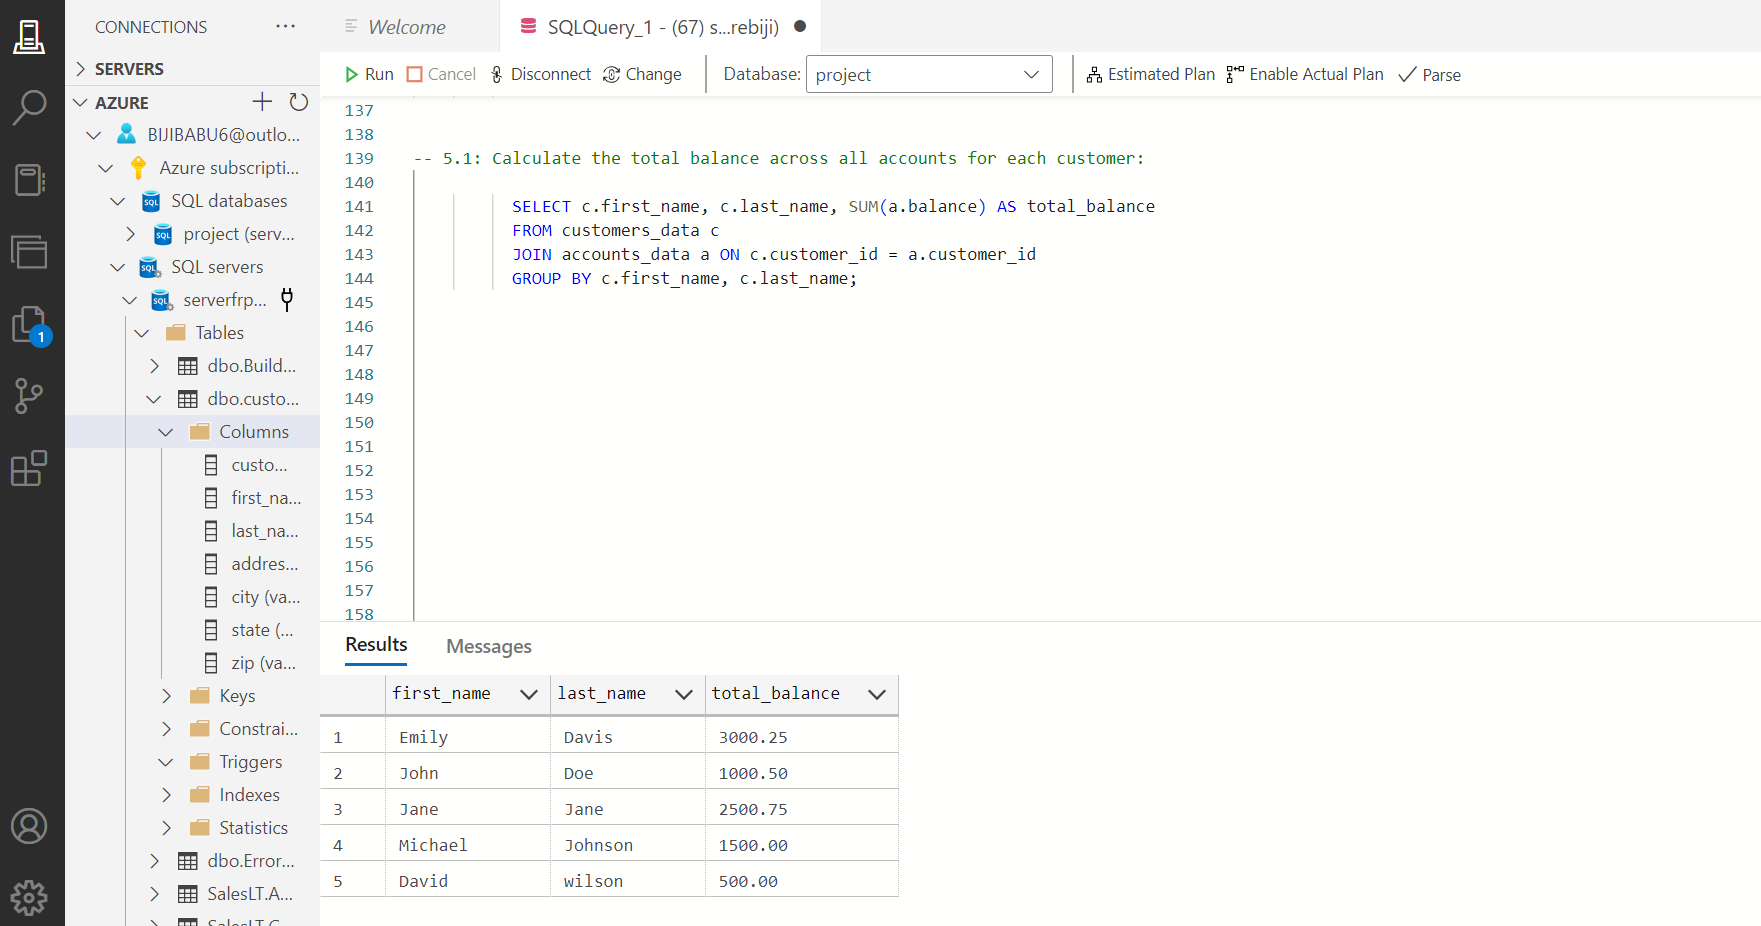 CONNECTIONS ···
SERVERS
AZURE
BIJIBABU6@outlo...
Azure subscripti...
SQL databases
project (serv...
SQL servers
serverfrp...
Tables
dbo.Build...
dbo.custo...
Columns
custo...
first_na...
last_na...
addres...
city (va...
state (...
zip (va...
Keys
Constrai...
Triggers
Indexes
Statistics
dbo.Error...
SalesLT.A...
SalesLT.C...
1
Welcome SQLQuery_1 - (67) s...rebiji)
Run Cancel Disconnect Change Database: project Estimated Plan Enable Actual Plan Parse
137
138
139 -- 5.1: Calculate the total balance across all accounts for each customer:
140
141 SELECT c.first_name, c.last_name, SUM(a.balance) AS total_balance
142 FROM customers_data c
143 JOIN accounts_data a ON c.customer_id = a.customer_id
144 GROUP BY c.first_name, c.last_name;
145
146
147
148
149
150
151
152
153
154
155
156
157
158
Results Messages
first_name last_name total_balance
1 Emily Davis 3000.25
2 John Doe 1000.50
3 Jane Jane 2500.75
4 Michael Johnson 1500.00
5 David wilson 500.00